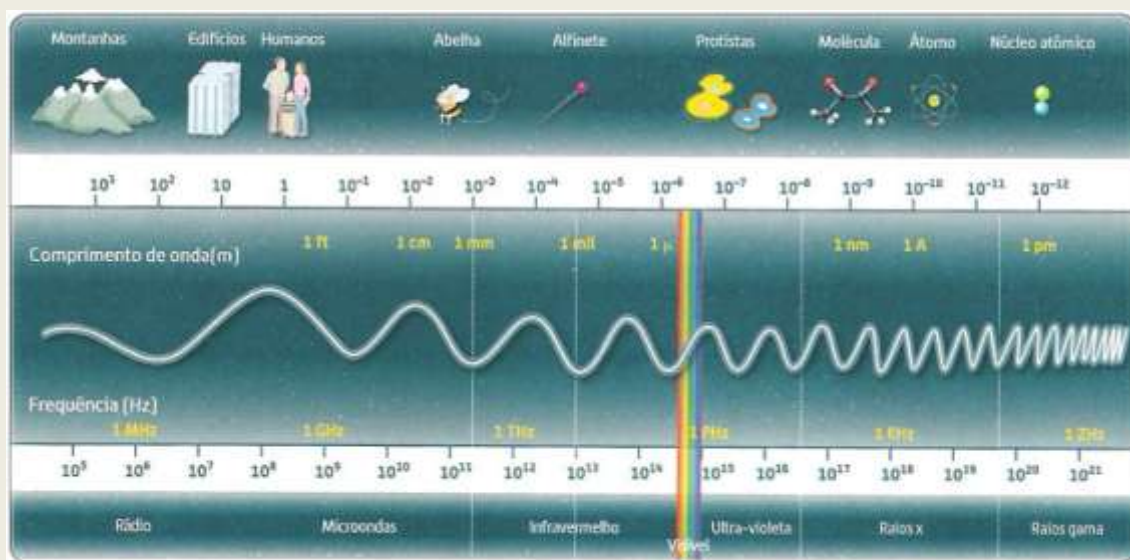 Montanhas Edifícios Humanos Abelha Alfinete Protistas Molécula Átomo Núcleo atômico
10³ 10² 10 1 10⁻¹ 10⁻² 10⁻³ 10⁻⁴ 10⁻⁵ 10⁻⁶ 10⁻⁷ 10⁻⁸ 10⁻⁹ 10⁻¹⁰ 10⁻¹¹ 10⁻¹²
1 ft 1 cm 1 mm 1 mil 1 μ 1 nm 1 A 1 pm
Comprimento de onda(m)
Frequência (Hz)
1 MHz 1 GHz 1 THz 1 PHz 1 EHz 1 ZHz
10⁵ 10⁶ 10⁷ 10⁸ 10⁹ 10¹⁰ 10¹¹ 10¹² 10¹³ 10¹⁴ 10¹⁵ 10¹⁶ 10¹⁷ 10¹⁸ 10¹⁹ 10²⁰ 10²¹
Rádio Microondas Infravermelho Ultra-violeta Raios x Raios gama
Visível